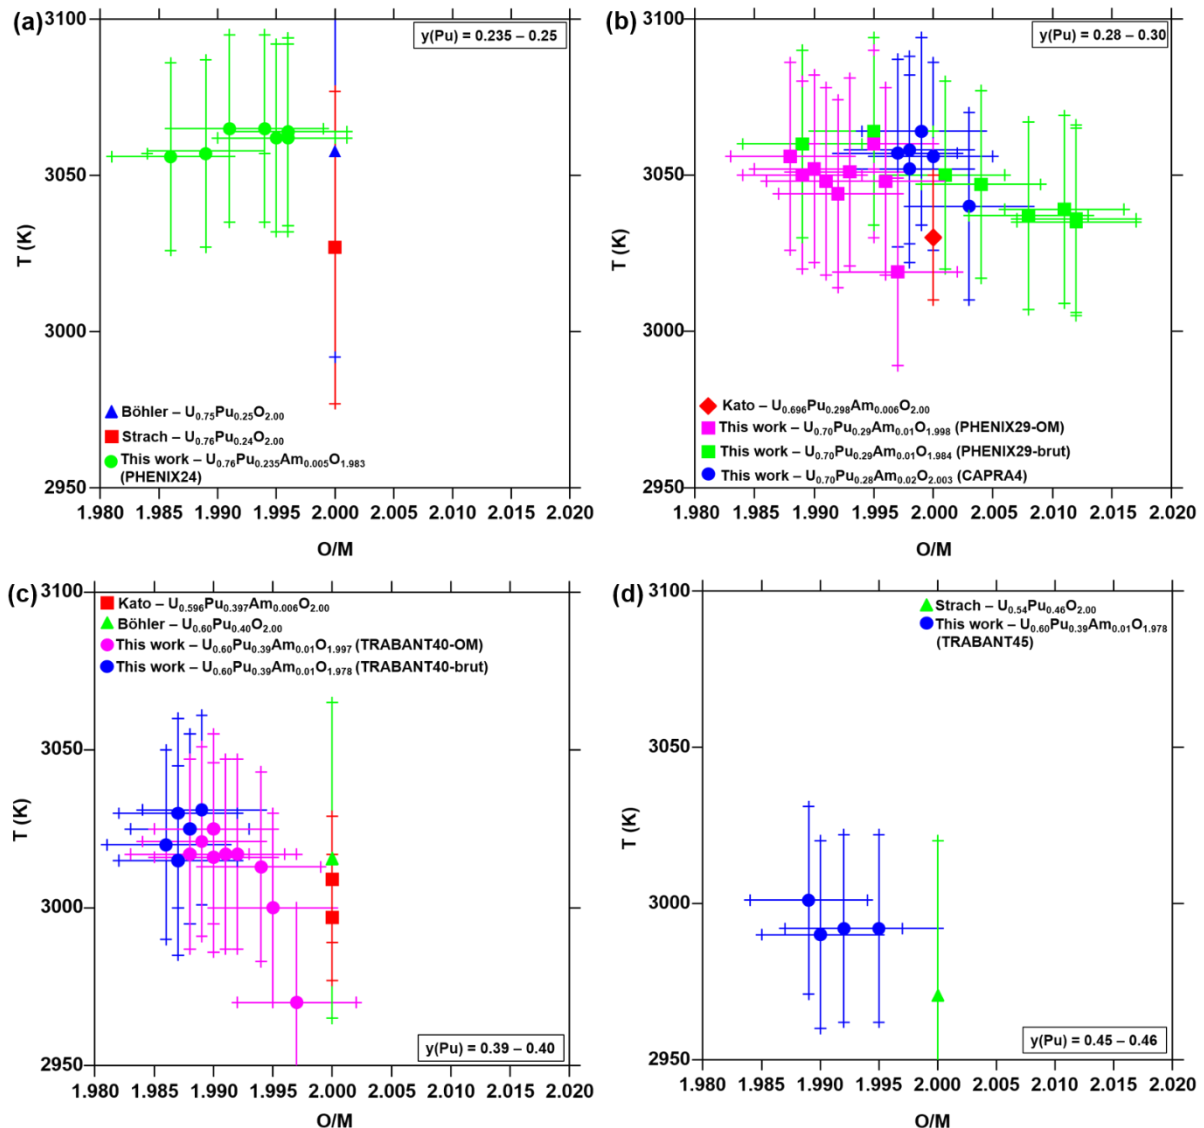 (a)
3100
y(Pu) = 0.235 – 0.25
3050
T (K)
3000
Böhler – U0.75Pu0.25O2.00
Strach – U0.76Pu0.24O2.00
This work – U0.76Pu0.235Am0.005O1.983
(PHENIX24)
2950
1.980 1.985 1.990 1.995 2.000 2.005 2.010 2.015 2.020
O/M
(b)
3100
y(Pu) = 0.28 – 0.30
3050
T (K)
3000
Kato – U0.696Pu0.298Am0.006O2.00
This work – U0.70Pu0.29Am0.01O1.998 (PHENIX29-OM)
This work – U0.70Pu0.29Am0.01O1.984 (PHENIX29-brut)
This work – U0.70Pu0.28Am0.02O2.003 (CAPRA4)
2950
1.980 1.985 1.990 1.995 2.000 2.005 2.010 2.015 2.020
O/M
(c)
3100
Kato – U0.596Pu0.397Am0.006O2.00
Böhler – U0.60Pu0.40O2.00
This work – U0.60Pu0.39Am0.01O1.997 (TRABANT40-OM)
This work – U0.60Pu0.39Am0.01O1.978 (TRABANT40-brut)
3050
T (K)
3000
y(Pu) = 0.39 – 0.40
2950
1.980 1.985 1.990 1.995 2.000 2.005 2.010 2.015 2.020
O/M
(d)
3100
Strach – U0.54Pu0.46O2.00
This work – U0.60Pu0.39Am0.01O1.978
(TRABANT45)
3050
T (K)
3000
y(Pu) = 0.45 – 0.46
2950
1.980 1.985 1.990 1.995 2.000 2.005 2.010 2.015 2.020
O/M